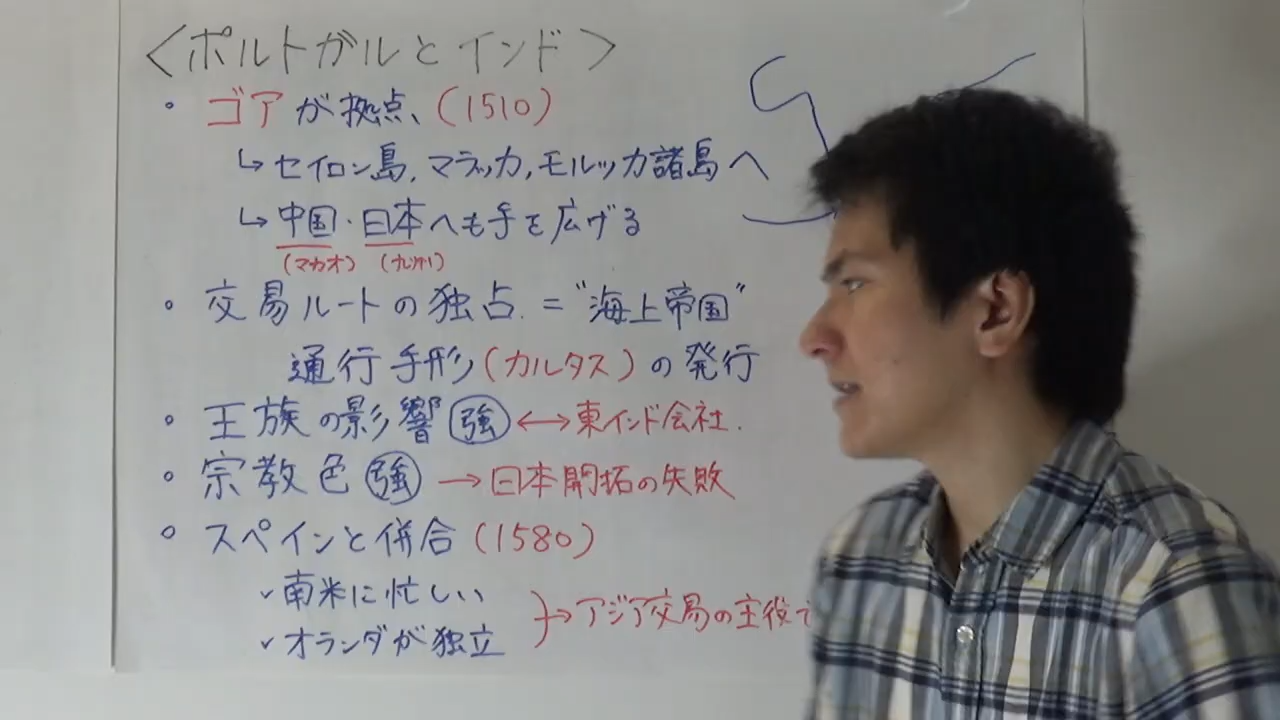 <ポルトガルとインド>
・ゴアが拠点、(1510)
↳セイロン島,マラッカ,モルッカ諸島へ
↳中国・日本へも手を広げる
(マカオ) (九州)
・交易ルートの独占.="海上帝国"
通行手形(カルタス)の発行
・王族の影響強↔東インド会社.
・宗教色強→日本開拓の失敗
・スペインと併合(1580)
✓南米に忙しい
✓オランダが独立
}→アジア交易の主役